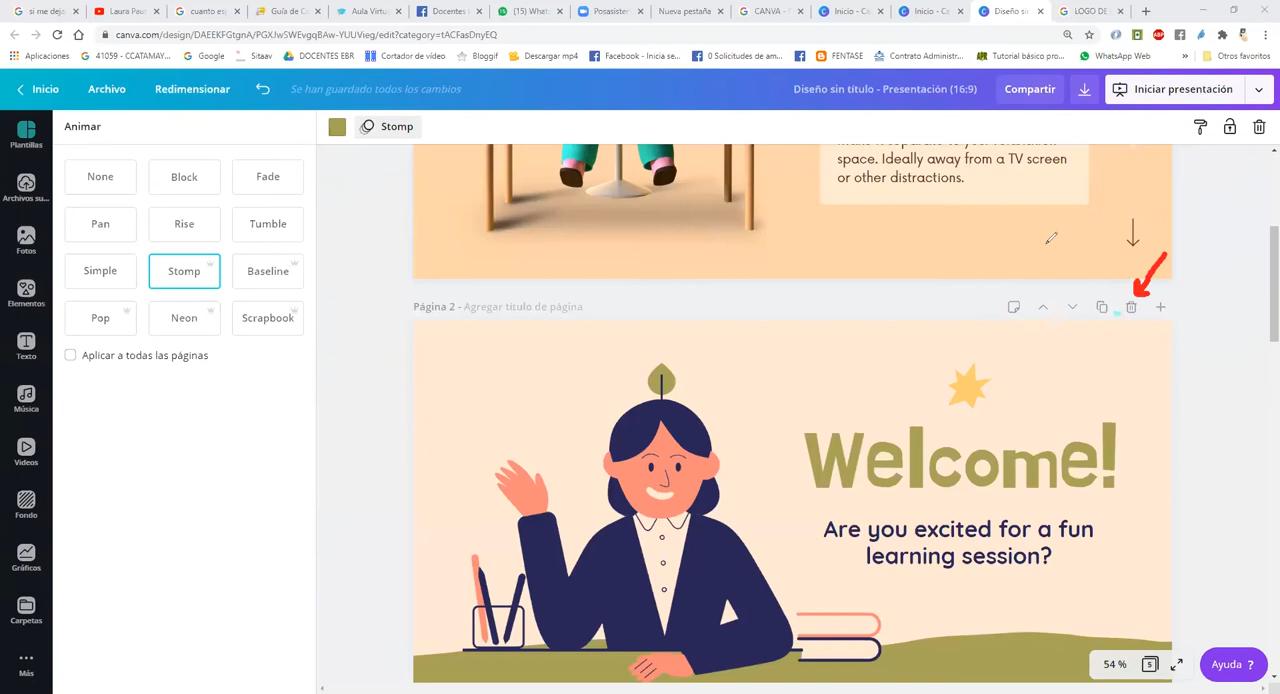 si me deja
Laura Paus
cuanto es
Guía de C
Aula Virtu
Docentes
(15) What
Posasister
Nueva pestaña
CANVA -
Inicio - Ca
Inicio - Ca
Diseño sin
LOGO DE
canva.com/design/DAEEKFGtgnA/PGXJw5WEvgqBAw-YUUVieg/edit?category=tACFasDnyEQ
Aplicaciones
41059 - CCATAMAY...
Google
Sitaav
DOCENTES EBR
Cortador de vídeo
Bloggif
Descargar mp4
Facebook - Inicia se...
0 Solicitudes de am...
FENTASE
Contrato Administr...
Tutorial básico pro...
WhatsApp Web
»
Otros favoritos
Inicio
Archivo
Redimensionar
Se han guardado todos los cambios
Diseño sin título - Presentación (16:9)
Compartir
Iniciar presentación
Plantillas
Archivos su...
Fotos
Elementos
Texto
Música
Videos
Fondo
Gráficos
Carpetas
Más
Animar
None
Block
Fade
Pan
Rise
Tumble
Simple
Stomp
Baseline
Pop
Neon
Scrapbook
Aplicar a todas las páginas
Stomp
space. Ideally away from a TV screen
or other distractions.
Página 2 - Agregar título de página
Welcome!
Are you excited for a fun
learning session?
54 %
5
Ayuda ?